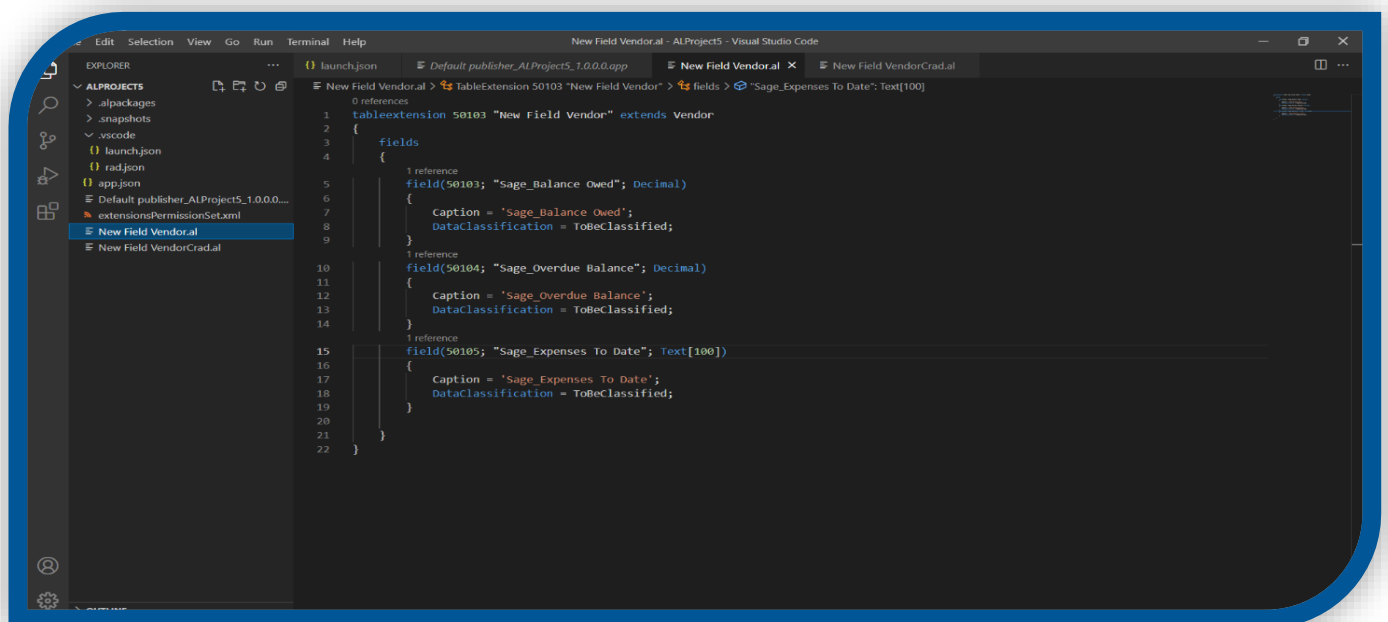 Edit Selection View Go Run Terminal Help
New Field Vendor.al - ALProject5 - Visual Studio Code
EXPLORER
{} launch.json
Default publisher_ALProject5_1.0.0.0.app
New Field Vendor.al
New Field VendorCrad.al
ALPROJECT5
.alpackages
.snapshots
.vscode
{} launch.json
{} rad.json
{} app.json
Default publisher_ALProject5_1.0.0.0....
extensionsPermissionSet.xml
New Field Vendor.al
New Field VendorCrad.al
New Field Vendor.al > TableExtension 50103 "New Field Vendor" > fields > "Sage_Expenses To Date": Text[100]
0 references
1 tableextension 50103 "New Field Vendor" extends Vendor
2 {
3 fields
4 {
1 reference
5 field(50103; "Sage_Balance Owed"; Decimal)
6 {
7 Caption = 'Sage_Balance Owed';
8 DataClassification = ToBeClassified;
9 }
1 reference
10 field(50104; "Sage_Overdue Balance"; Decimal)
11 {
12 Caption = 'Sage_Overdue Balance';
13 DataClassification = ToBeClassified;
14 }
1 reference
15 field(50105; "Sage_Expenses To Date"; Text[100])
16 {
17 Caption = 'Sage_Expenses To Date';
18 DataClassification = ToBeClassified;
19 }
20
21 }
22 }